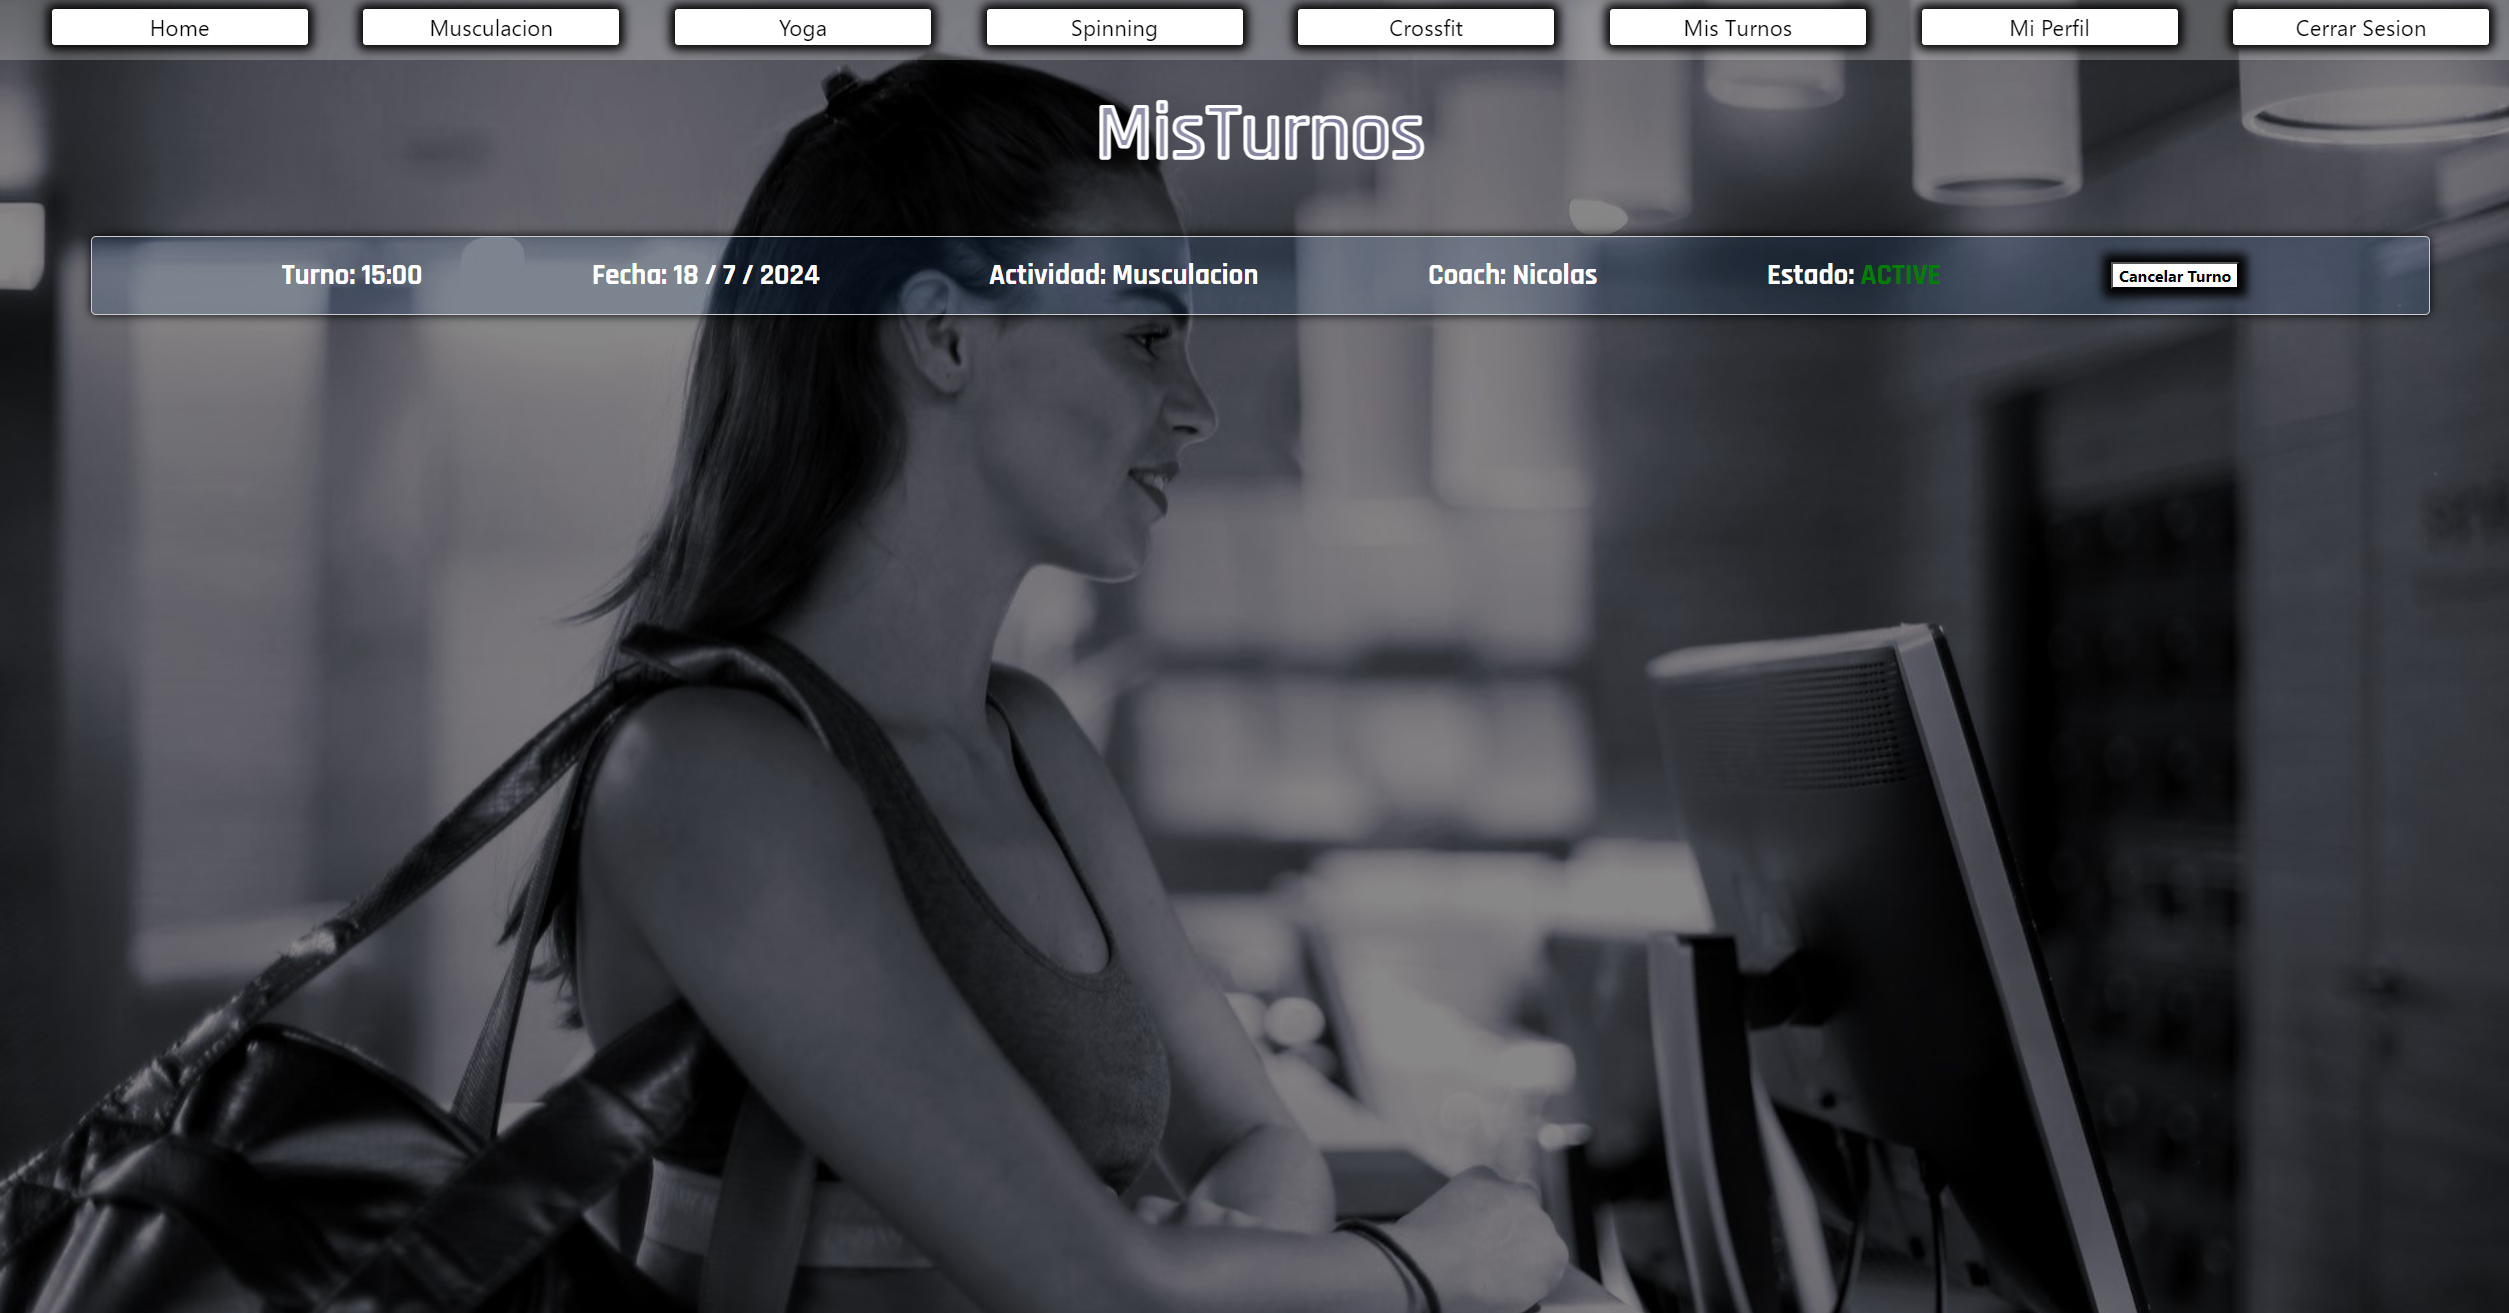 Home Musculacion Yoga Spinning Crossfit Mis Turnos Mi Perfil Cerrar Sesion
MisTurnos
Turno: 15:00 Fecha: 18 / 7 / 2024 Actividad: Musculacion Coach: Nicolas Estado: ACTIVE Cancelar Turno